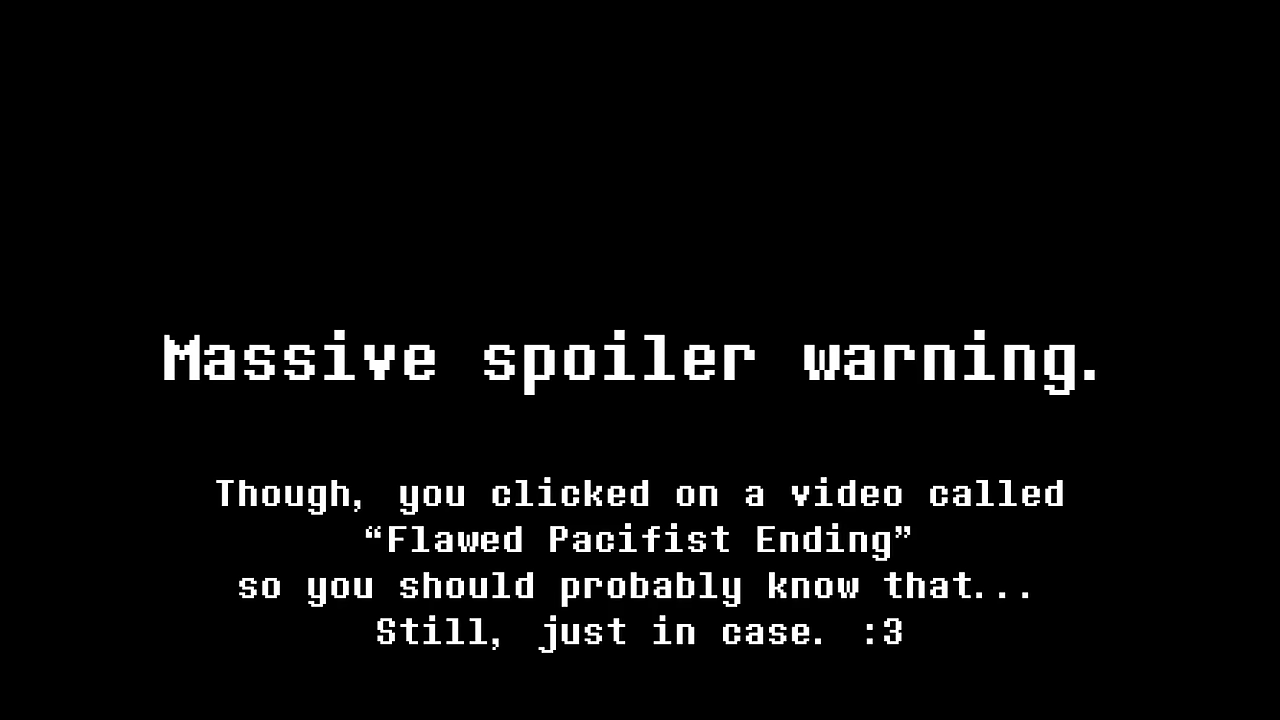 Massive spoiler warning.
Though, you clicked on a video called
“Flawed Pacifist Ending”
so you should probably know that...
Still, just in case. :3